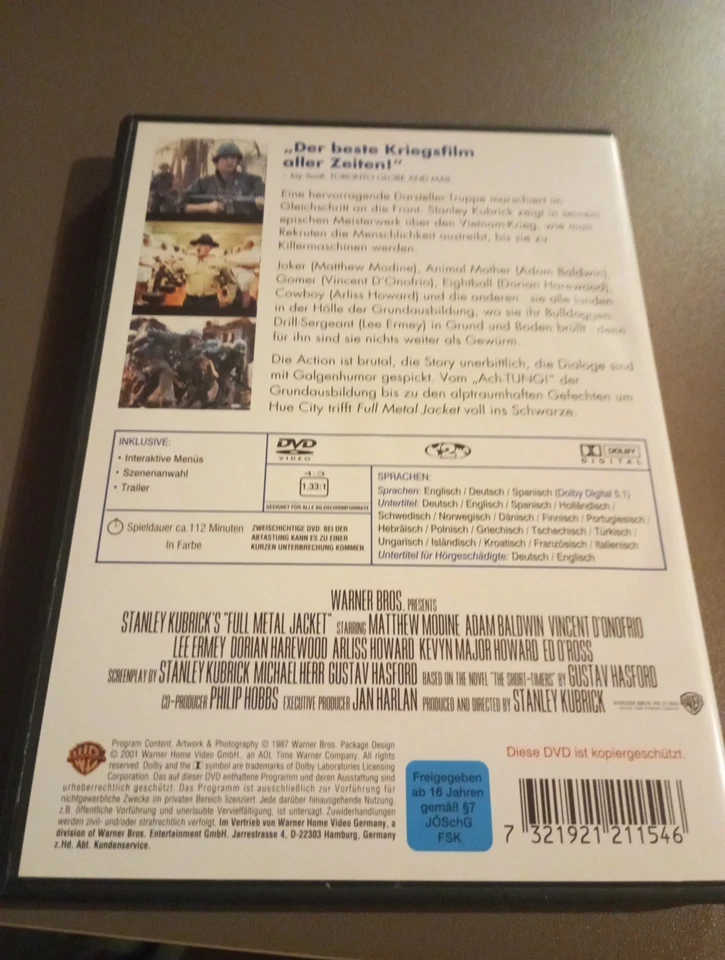 „Der beste Kriegsfilm
aller Zeiten!"
– Jay Scott, TORONTO GLOBE AND MAIL
Eine hervorragende Darsteller Truppe marschiert im
Gleichschritt an die Front. Stanley Kubrick zeigt in seinem
epischen Meisterwerk über den Vietnam-Krieg, wie man
Rekruten die Menschlichkeit austreibt, bis sie zu
Killermaschinen werden.
Joker (Matthew Modine), Animal Mother (Adam Baldwin),
Gomer (Vincent D'Onofrio), Eightball (Dorian Harewood),
Cowboy (Arliss Howard) und die anderen - sie alle landen
in der Hölle der Grundausbildung, wo sie ihr Bulldoggen-
Drill-Sergeant (Lee Ermey) in Grund und Boden brüllt - denn
für ihn sind sie nichts weiter als Gewürm.
Die Action ist brutal, die Story unerbittlich, die Dialoge sind
mit Galgenhumor gespickt. Vom „Ach-TUNG!" der
Grundausbildung bis zu den alptraumhaften Gefechten um
Hue City trifft Full Metal Jacket voll ins Schwarze.
INKLUSIVE:
• Interaktive Menüs
• Szenenanwahl
• Trailer
DVD
VIDEO
2
DOLBY
DIGITAL
4:3
1.33:1
GEEIGNET FÜR ALLE BILDSCHIRMFORMATE
Spieldauer ca.112 Minuten
In Farbe
ZWEISCHICHTIGE DVD. BEI DER
ABTASTUNG KANN ES ZU EINER
KURZEN UNTERBRECHUNG KOMMEN.
SPRACHEN:
Sprachen: Englisch / Deutsch / Spanisch (Dolby Digital 5.1)
Untertitel: Deutsch / Englisch / Spanisch / Holländisch /
Schwedisch / Norwegisch / Dänisch / Finnisch / Portugiesisch /
Hebräisch / Polnisch / Griechisch / Tschechisch / Türkisch /
Ungarisch / Isländisch / Kroatisch / Französisch / Italienisch
Untertitel für Hörgeschädigte: Deutsch / Englisch
WARNER BROS. PRESENTS
STANLEY KUBRICK'S "FULL METAL JACKET" STARRING MATTHEW MODINE ADAM BALDWIN VINCENT D'ONOFRIO
LEE ERMEY DORIAN HAREWOOD ARLISS HOWARD KEVYN MAJOR HOWARD ED O'ROSS
SCREENPLAY BY STANLEY KUBRICK MICHAEL HERR GUSTAV HASFORD BASED ON THE NOVEL "THE SHORT-TIMERS" BY GUSTAV HASFORD
CO-PRODUCER PHILIP HOBBS EXECUTIVE PRODUCER JAN HARLAN PRODUCED AND DIRECTED BY STANLEY KUBRICK
Program Content, Artwork & Photography © 1987 Warner Bros. Package Design
© 2001 Warner Home Video GmbH., an AOL Time Warner Company. All rights
reserved. Dolby and the symbol are trademarks of Dolby Laboratories Licensing
Corporation. Das auf dieser DVD enthaltene Programm und deren Ausstattung sind
urheberrechtlich geschützt. Das Programm ist ausschließlich zur Vorführung für
nichtgewerbliche Zwecke im privaten Bereich lizenziert. Jede darüber hinausgehende Nutzung,
z.B. öffentliche Vorführung und unerlaubte Vervielfältigung, ist untersagt. Zuwiderhandlungen
werden zivil- und/oder strafrechtlich verfolgt. Im Vertrieb von Warner Home Video Germany, a
division of Warner Bros. Entertainment GmbH. Jarrestrasse 4, D-22303 Hamburg, Germany
z.Hd. Abt. Kundenservice.
Freigegeben
ab 16 Jahren
gemäß §7
JÖSchG
FSK
Diese DVD ist kopiergeschützt.
7 321921 211546